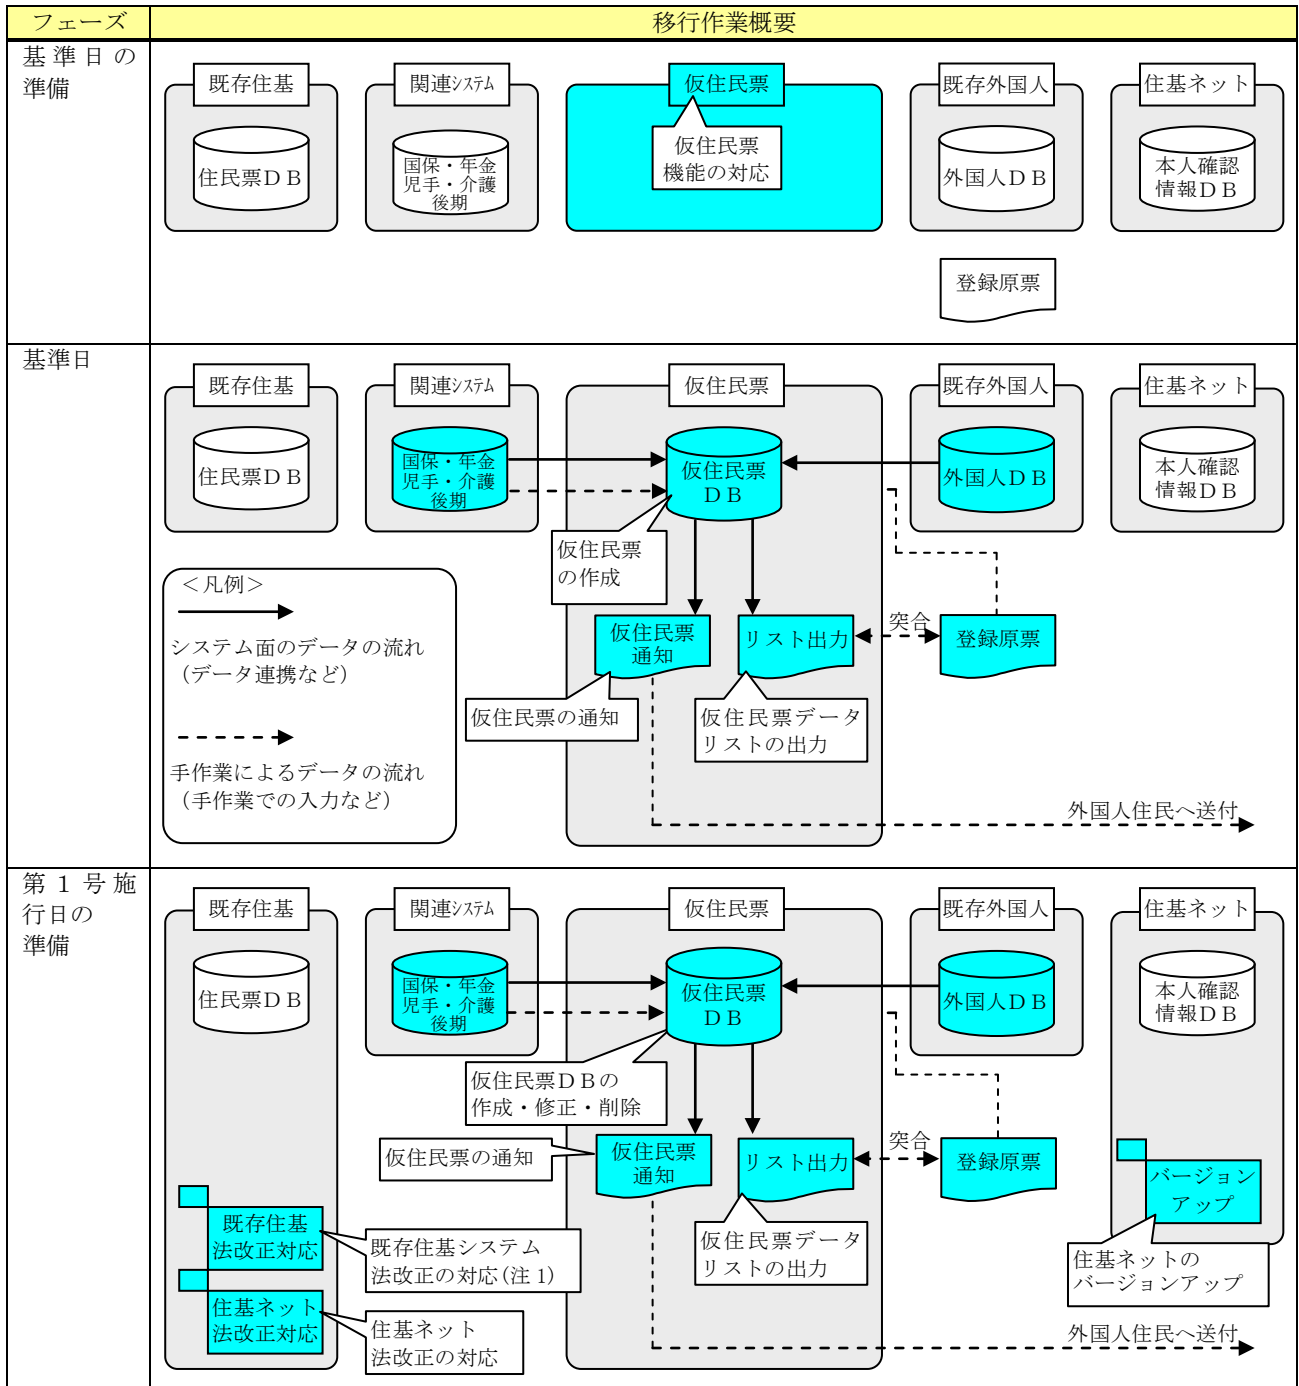 フェーズ
移行作業概要
基準日の
準備
既存住基
関連ｼｽﾃﾑ
仮住民票
既存外国人
住基ネット
住民票ＤＢ
国保・年金
児手・介護
後期
仮住民票
機能の対応
外国人ＤＢ
本人確認
情報ＤＢ
登録原票
基準日
既存住基
関連ｼｽﾃﾑ
仮住民票
既存外国人
住基ネット
住民票ＤＢ
国保・年金
児手・介護
後期
仮住民票
ＤＢ
外国人ＤＢ
本人確認
情報ＤＢ
仮住民票
の作成
＜凡例＞
システム面のデータの流れ
（データ連携など）
手作業によるデータの流れ
（手作業での入力など）
仮住民票
通知
リスト出力
突合
登録原票
仮住民票の通知
仮住民票データ
リストの出力
外国人住民へ送付
第１号施
行日の
準備
既存住基
関連ｼｽﾃﾑ
仮住民票
既存外国人
住基ネット
住民票ＤＢ
国保・年金
児手・介護
後期
仮住民票
ＤＢ
外国人ＤＢ
本人確認
情報ＤＢ
仮住民票ＤＢの
作成・修正・削除
仮住民票の通知
仮住民票
通知
リスト出力
突合
登録原票
バージョン
アップ
既存住基
法改正対応
既存住基システム
法改正の対応(注1)
仮住民票データ
リストの出力
住基ネットの
バージョンアップ
住基ネット
法改正対応
住基ネット
法改正の対応
外国人住民へ送付